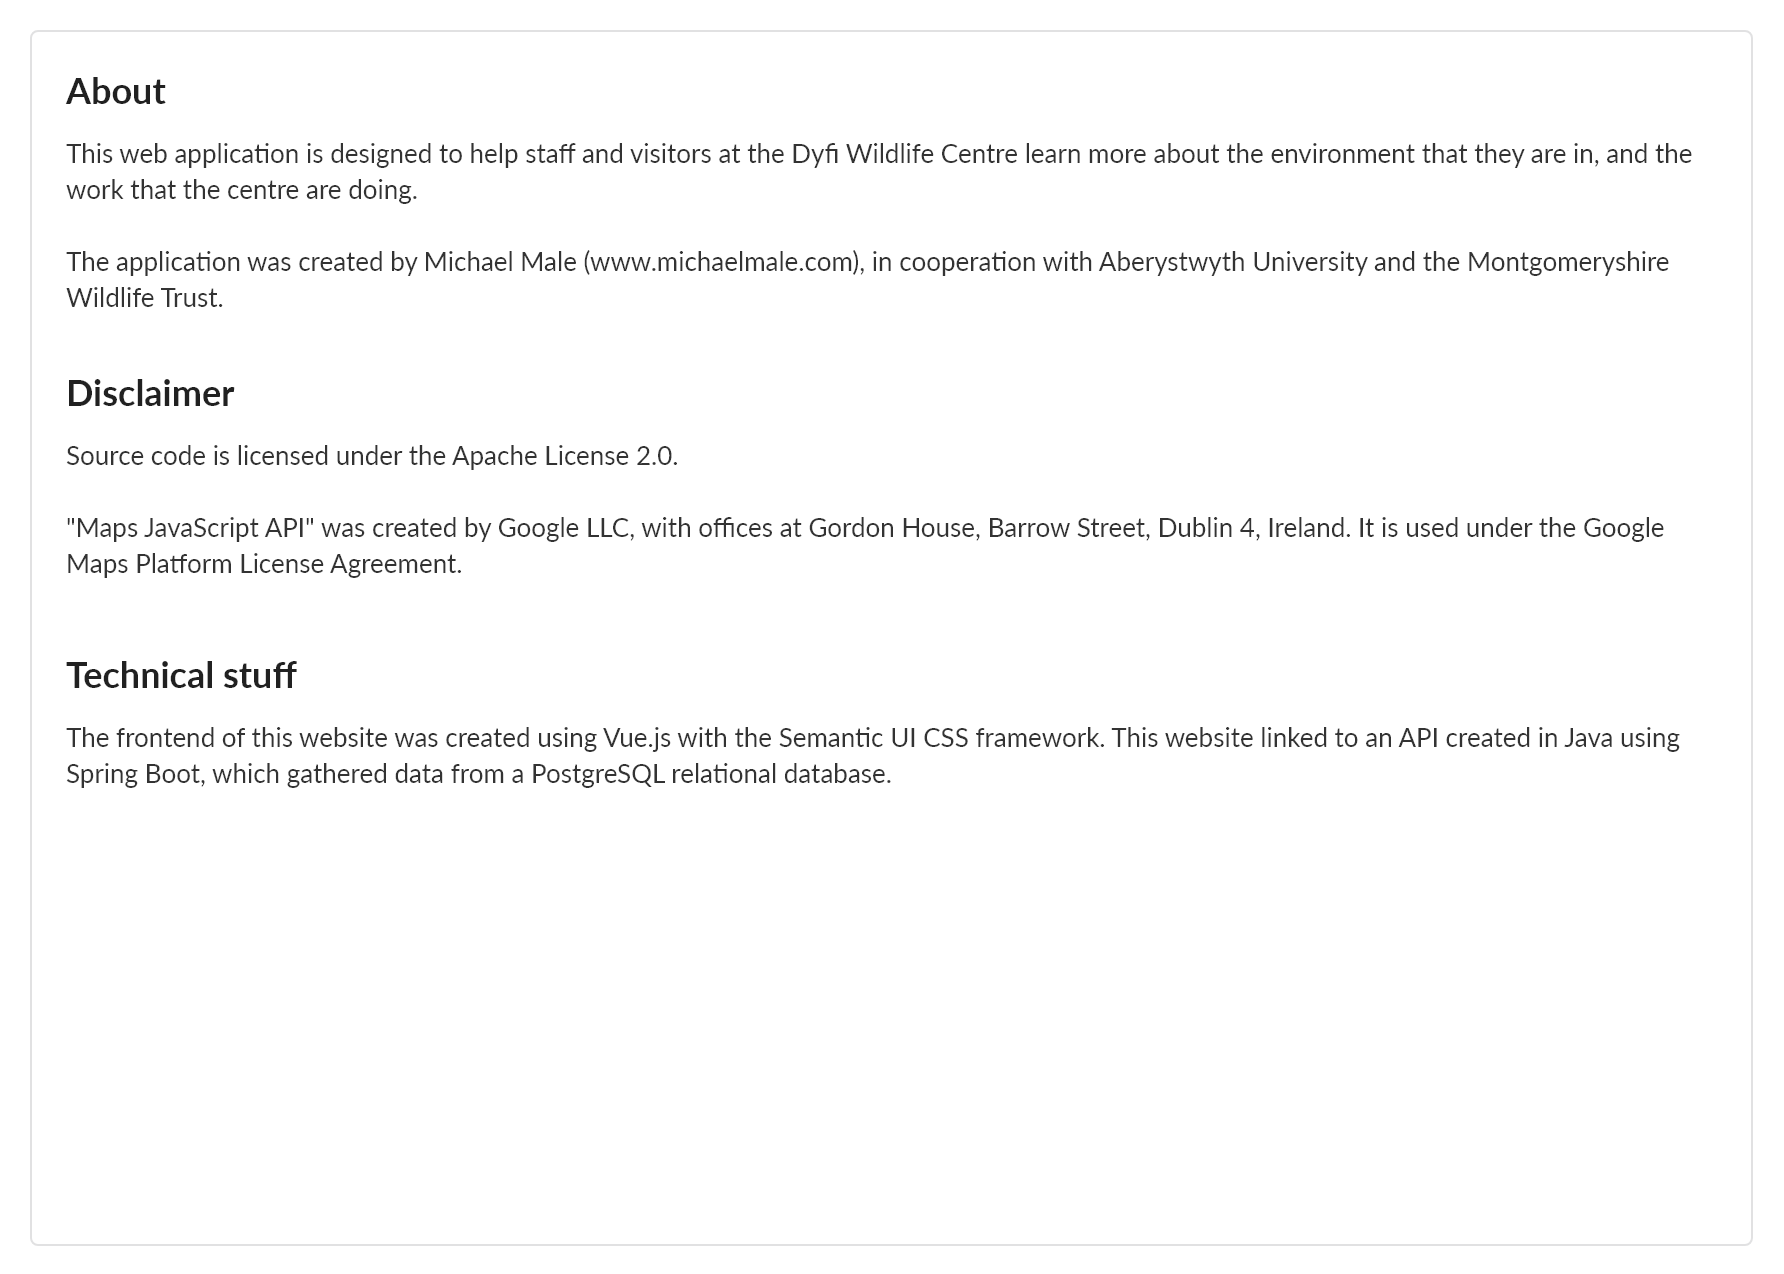 About
This web application is designed to help staff and visitors at the Dyfi Wildlife Centre learn more about the environment that they are in, and the
work that the centre are doing.
The application was created by Michael Male (www.michaelmale.com), in cooperation with Aberystwyth University and the Montgomeryshire
Wildlife Trust.
Disclaimer
Source code is licensed under the Apache License 2.0.
"Maps JavaScript API" was created by Google LLC, with offices at Gordon House, Barrow Street, Dublin 4, Ireland. It is used under the Google
Maps Platform License Agreement.
Technical stuff
The frontend of this website was created using Vue.js with the Semantic UI CSS framework. This website linked to an API created in Java using
Spring Boot, which gathered data from a PostgreSQL relational database.